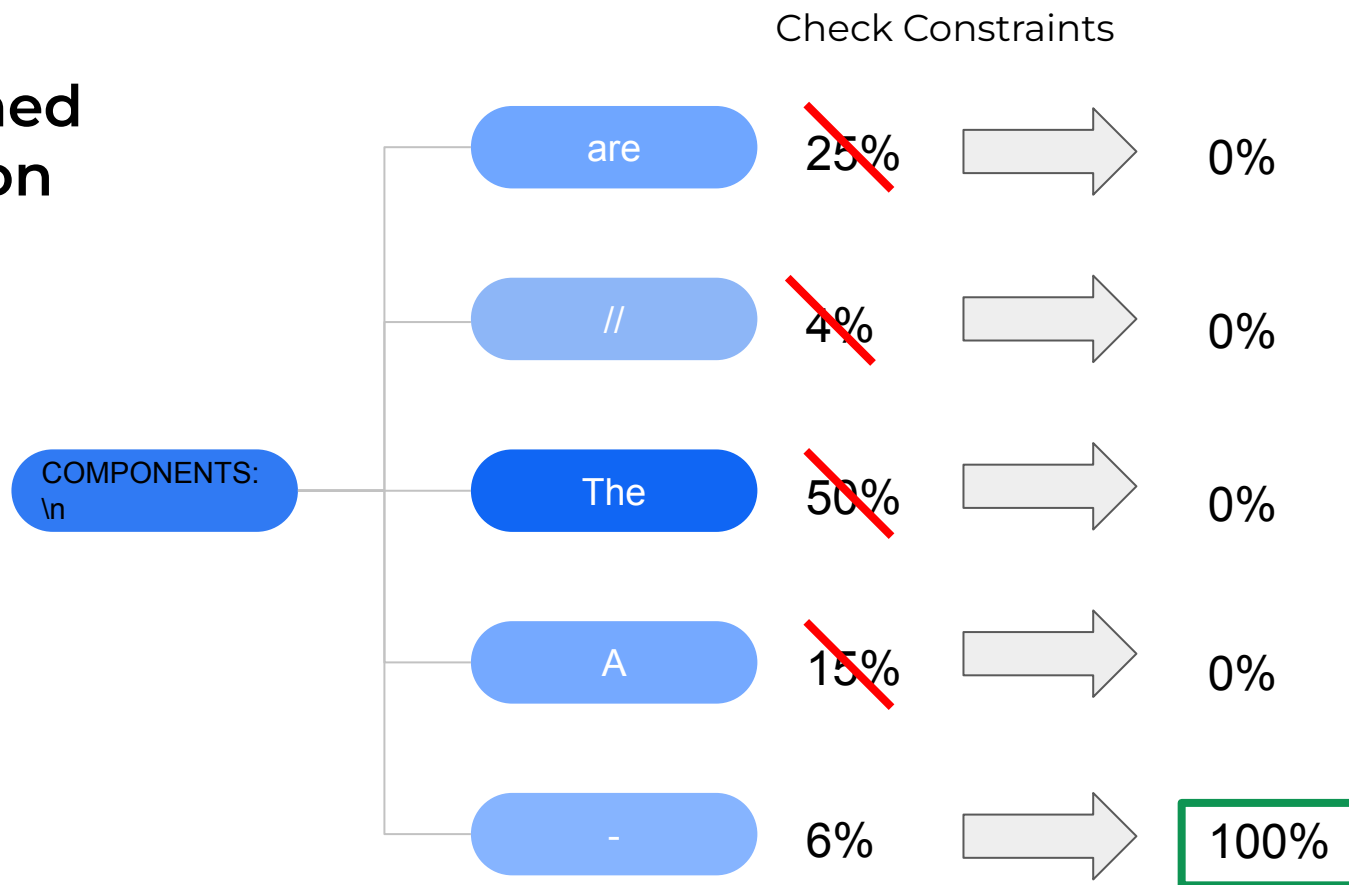 Check Constraints
ned
on
are
25%
0%
//
4%
0%
COMPONENTS:
\n
The
50%
0%
A
15%
0%
-
6%
100%